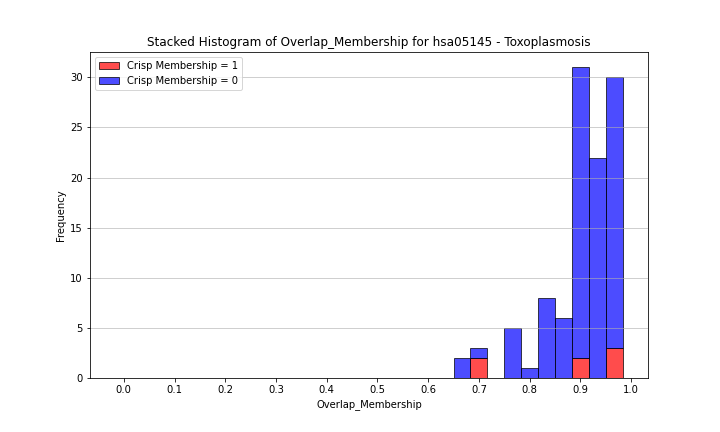 Stacked Histogram of Overlap_Membership for hsa05145 - Toxoplasmosis
Crisp Membership = 1
Crisp Membership = 0
30
25
20
15
10
5
0
Frequency
0.0 0.1 0.2 0.3 0.4 0.5 0.6 0.7 0.8 0.9 1.0
Overlap_Membership